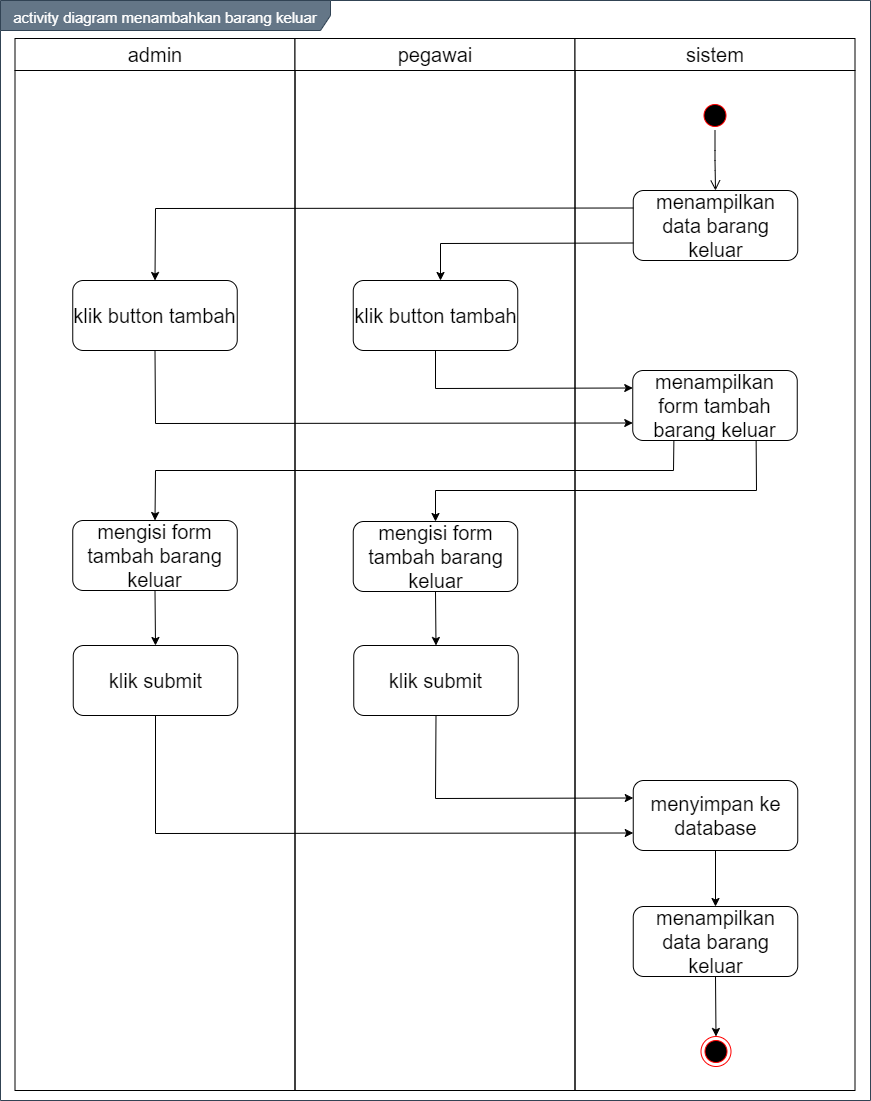 activity diagram menambahkan barang keluar
admin
pegawai
sistem
menampilkan
data barang
keluar
klik button tambah
klik button tambah
menampilkan
form tambah
barang keluar
mengisi form
tambah barang
keluar
mengisi form
tambah barang
keluar
klik submit
klik submit
menyimpan ke
database
menampilkan
data barang
keluar